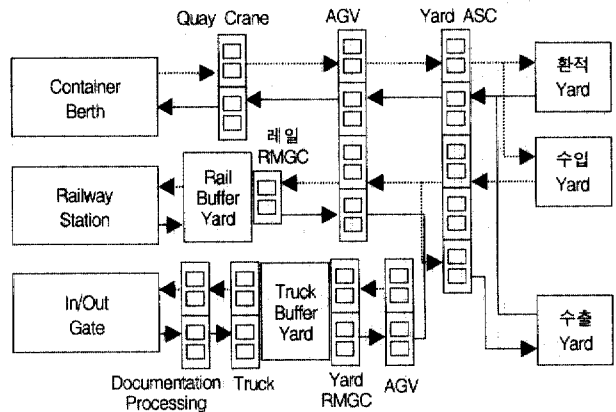 Quay Crane
AGV
Yard ASC
Container
Berth
환적
Yard
레일
RMGC
수입
Yard
Railway
Station
Rail
Buffer
Yard
In/Out
Gate
Truck
Buffer
Yard
수출
Yard
Documentation
Processing
Truck
Yard
RMGC
AGV